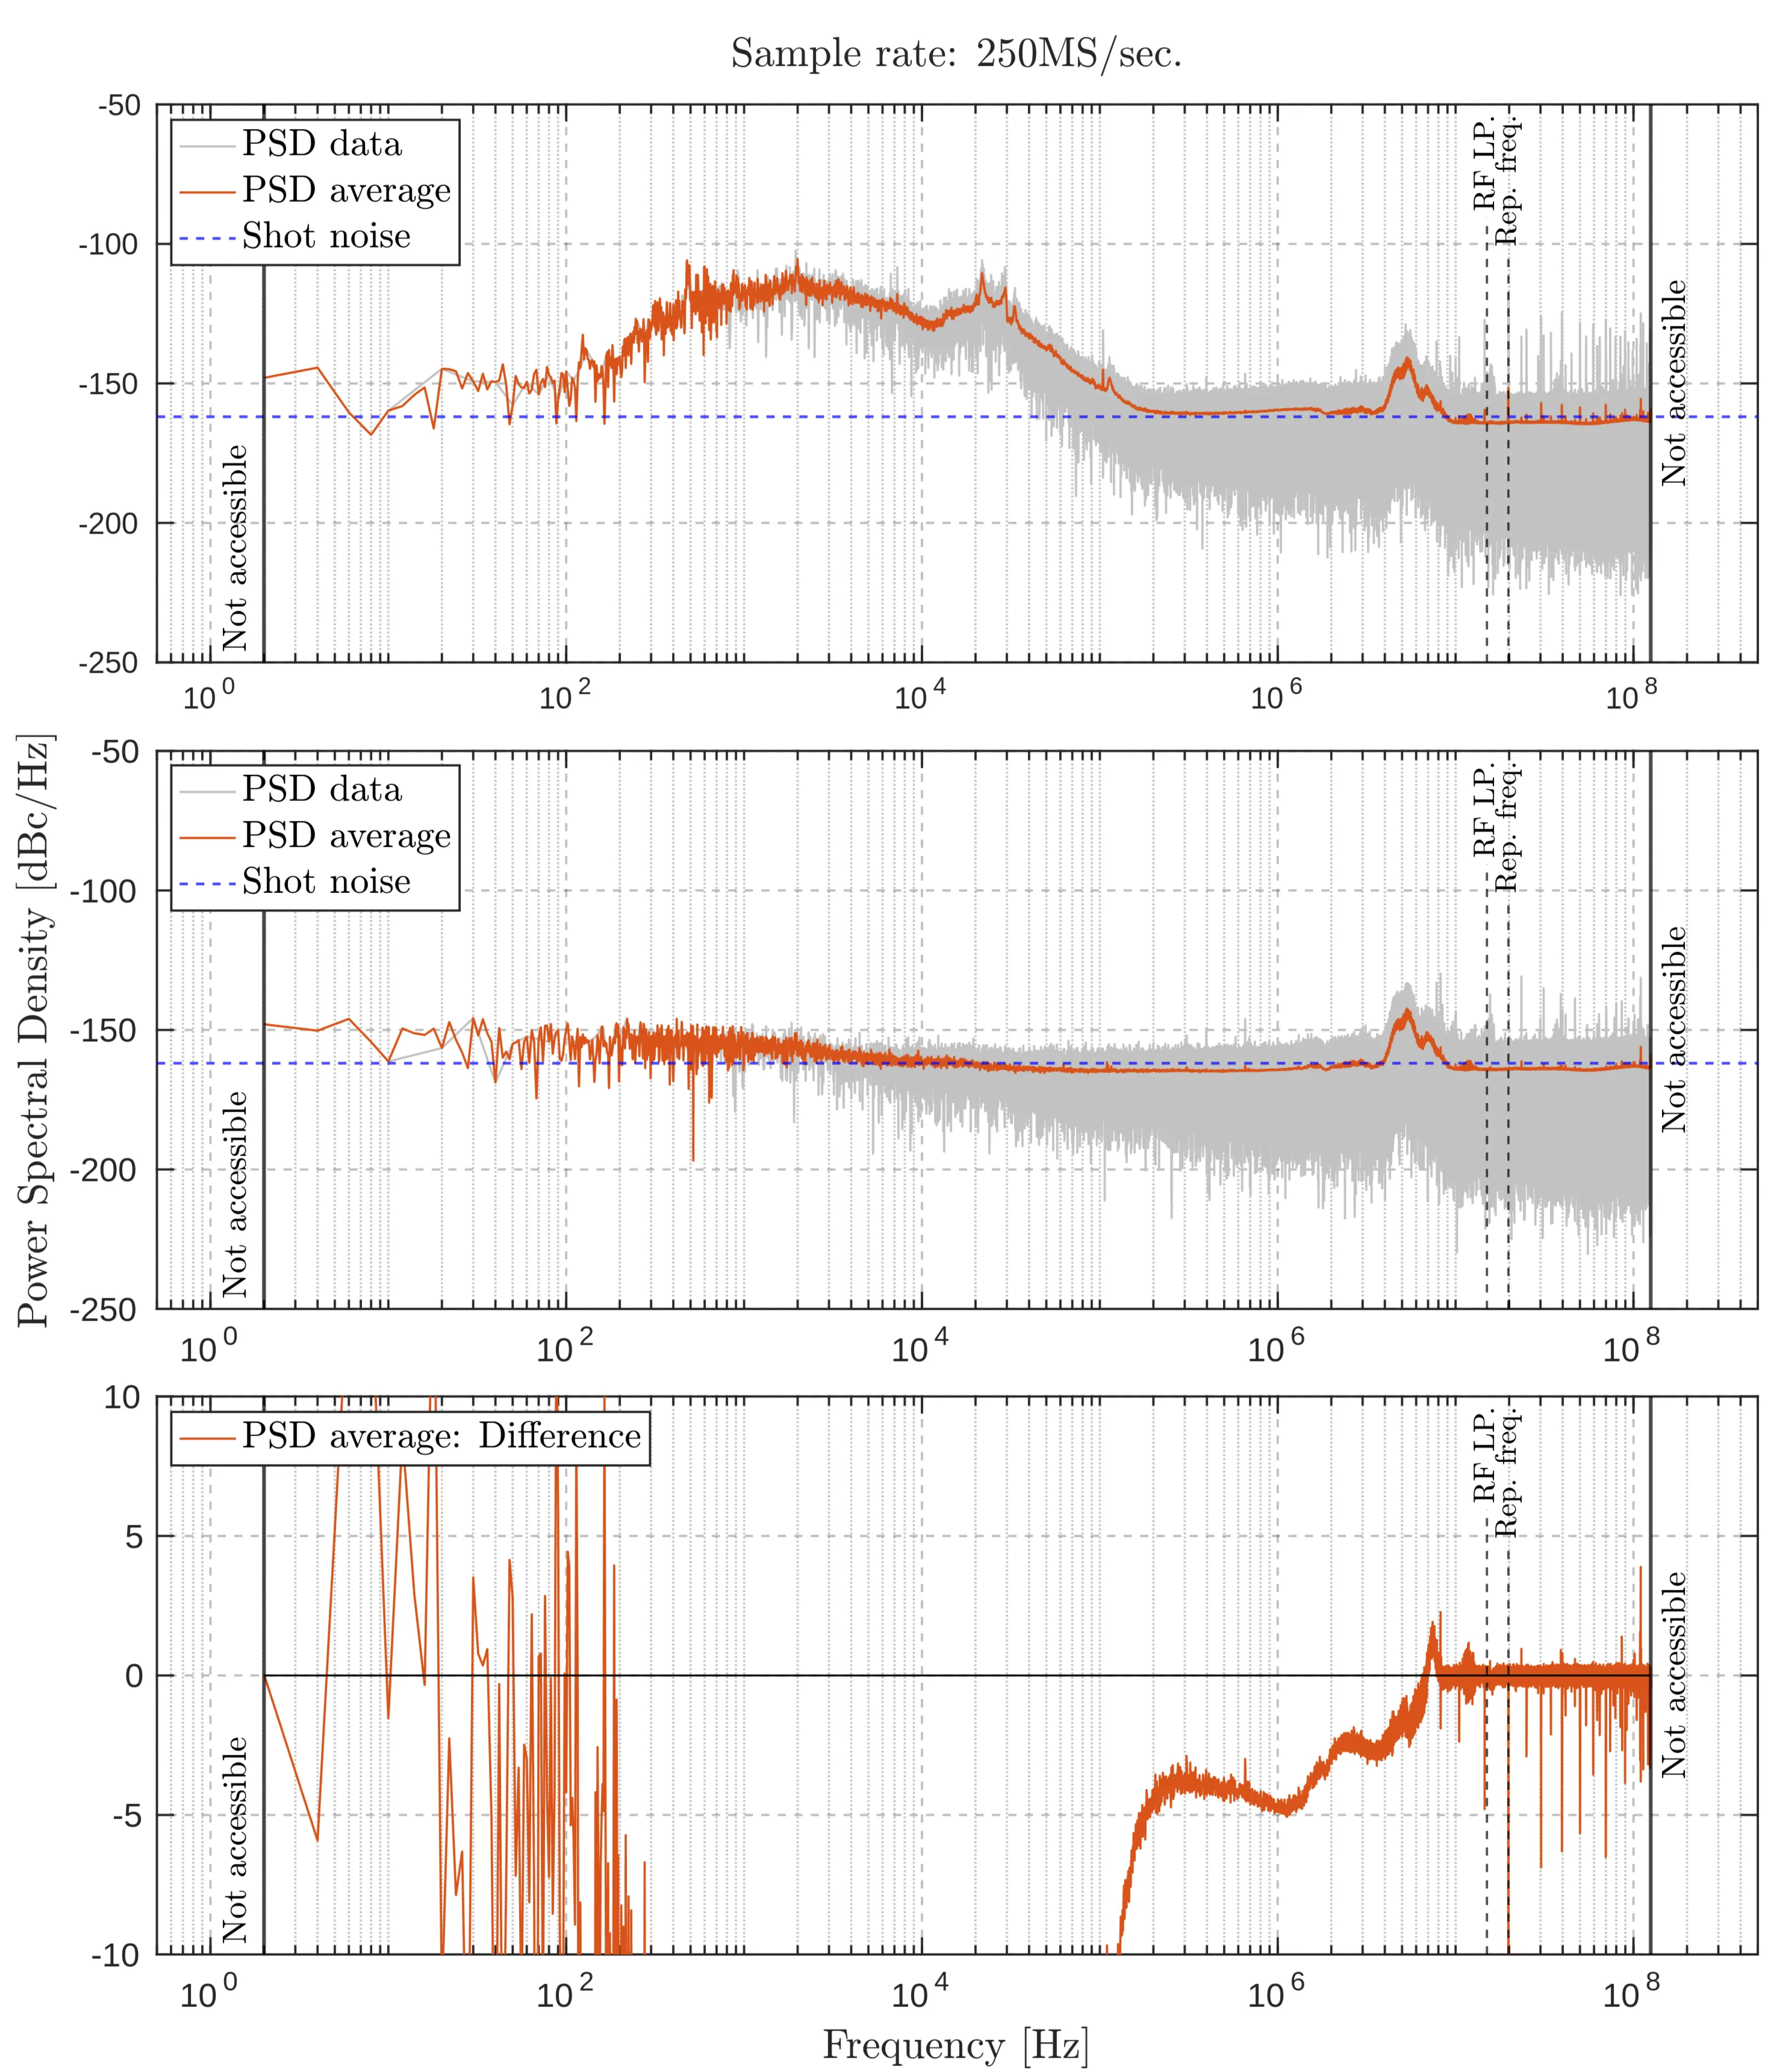 Sample rate: 250MS/sec.
-50
-100
-150
-200
-250
PSD data
PSD average
Shot noise
Not accessible
RF LP.
Rep. freq.
Not accessible
10^0 10^2 10^4 10^6 10^8
Power Spectral Density [dBc/Hz]
-50
-100
-150
-200
-250
PSD data
PSD average
Shot noise
Not accessible
RF LP.
Rep. freq.
Not accessible
10^0 10^2 10^4 10^6 10^8
10
5
0
-5
-10
PSD average: Difference
Not accessible
RF LP.
Rep. freq.
Not accessible
10^0 10^2 10^4 10^6 10^8
Frequency [Hz]